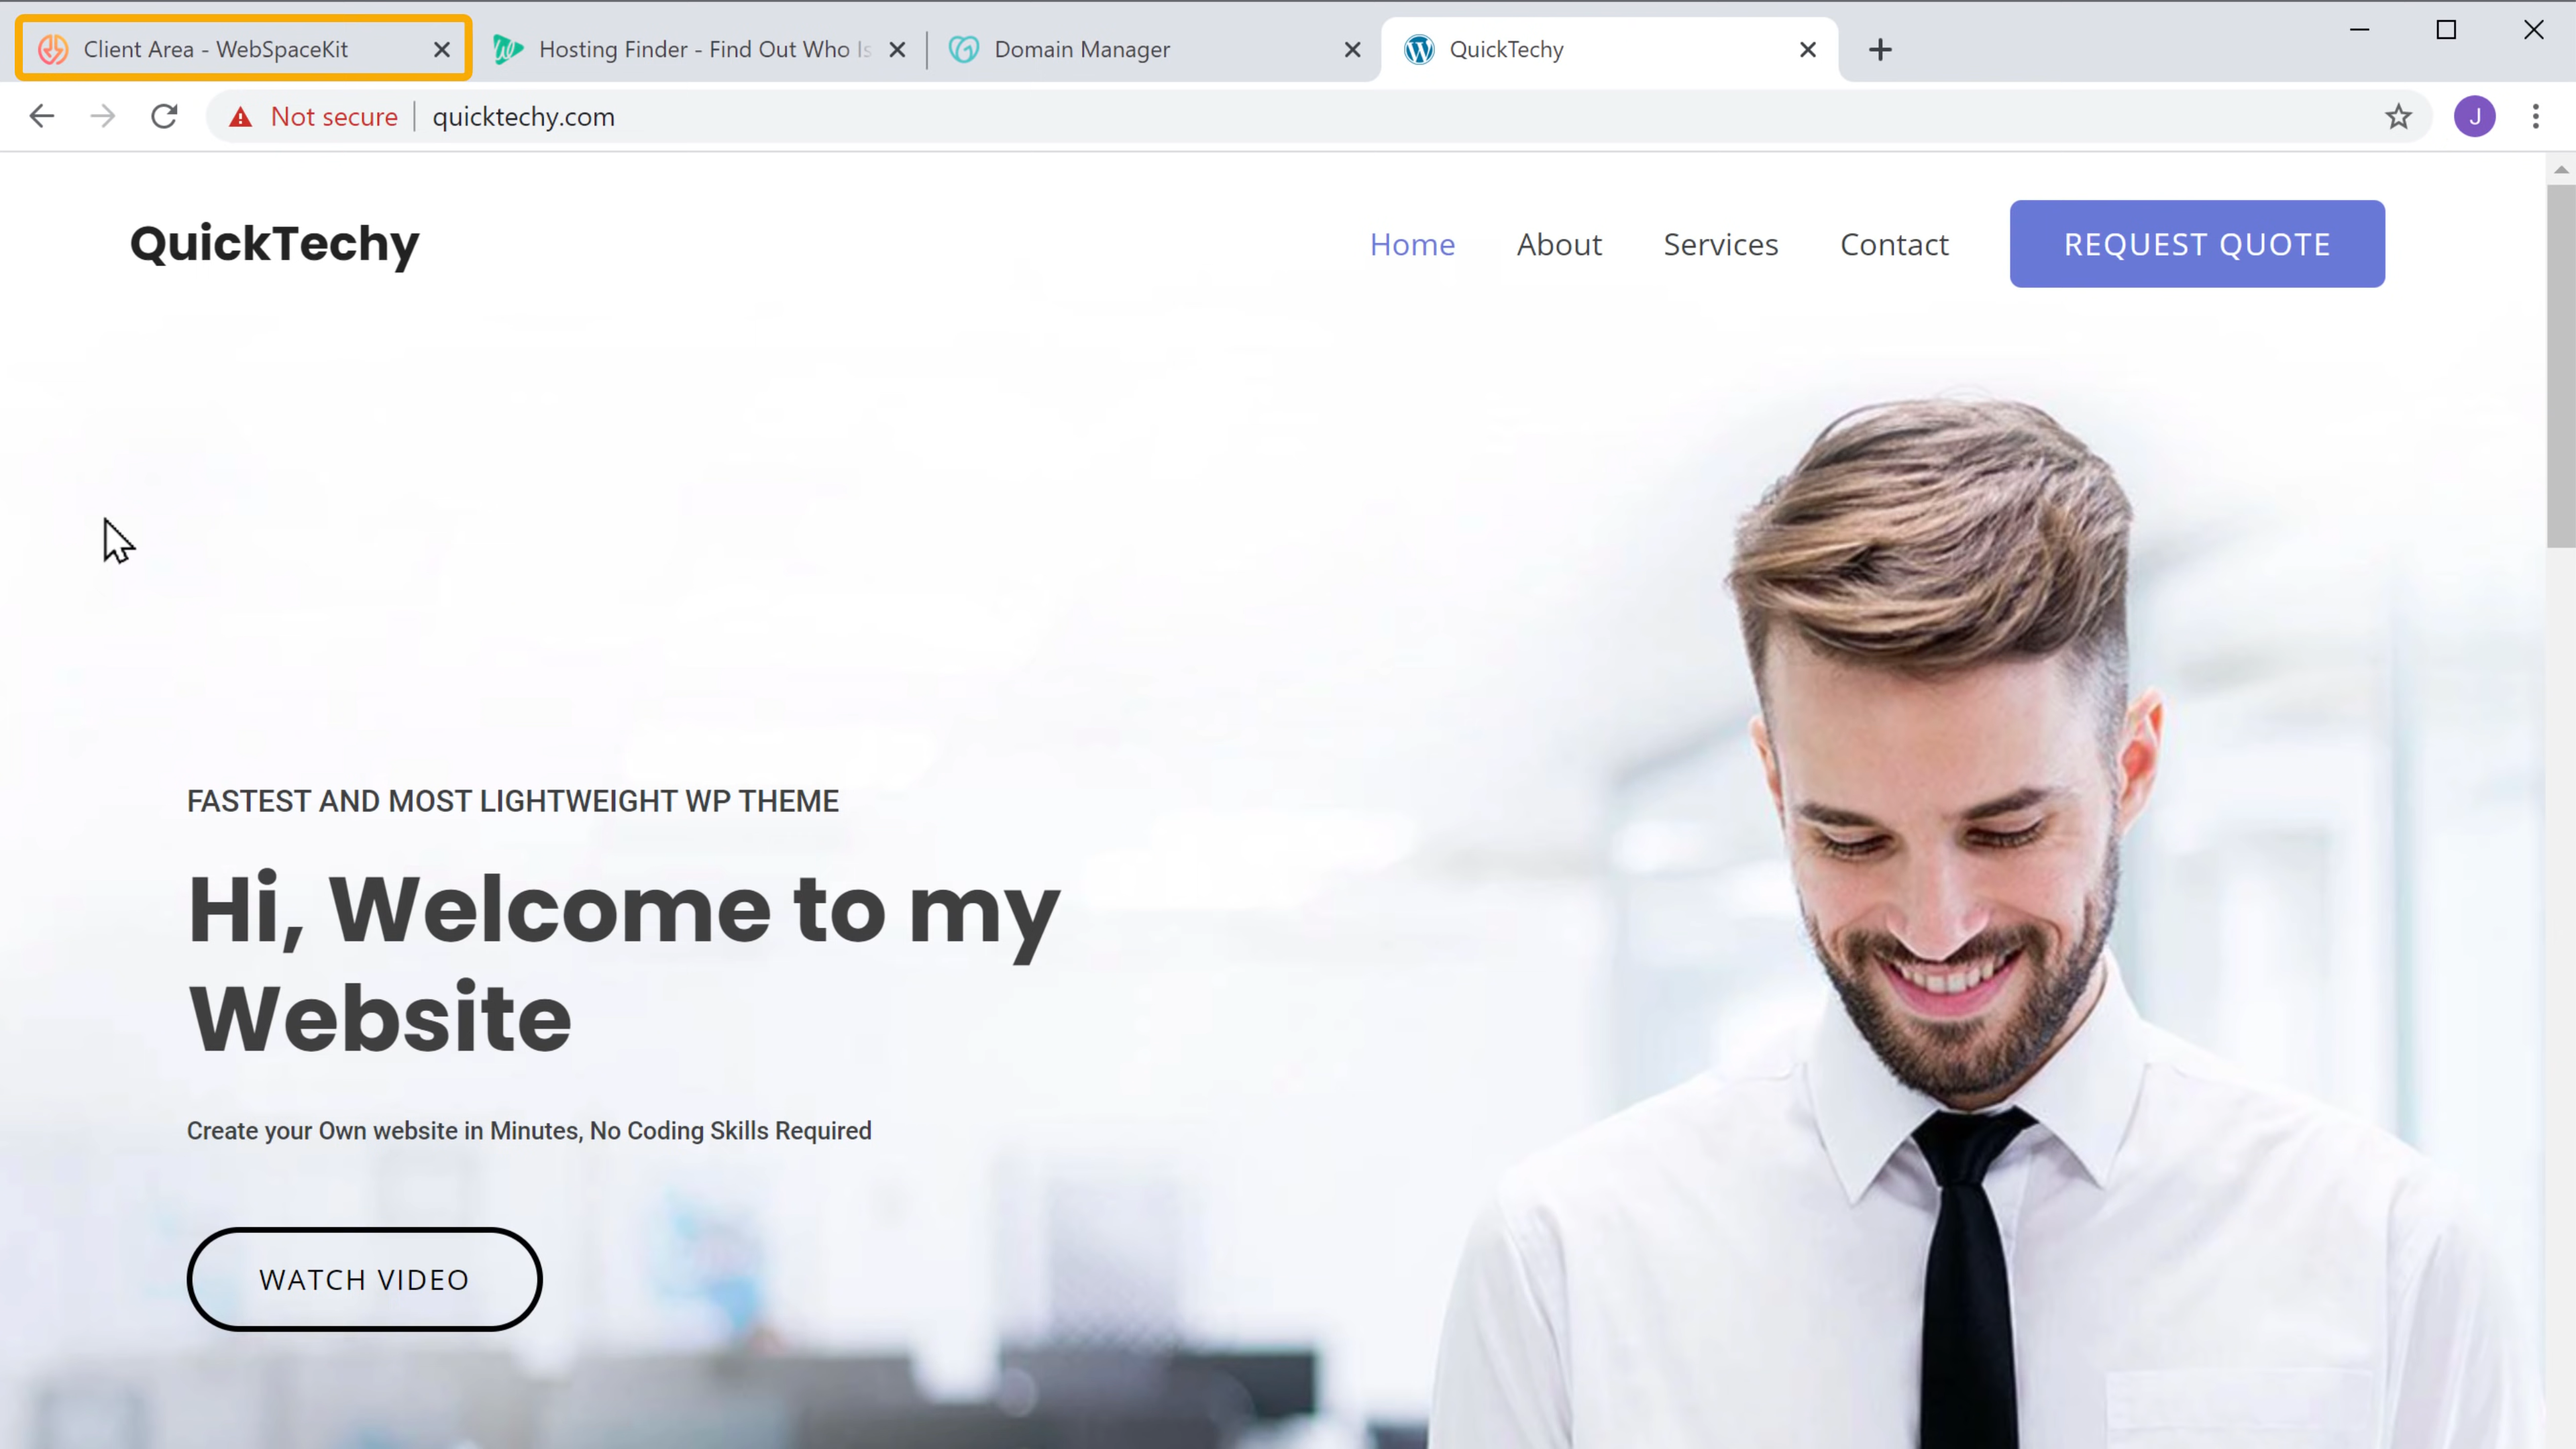 Client Area - WebSpaceKit
Hosting Finder - Find Out Who Is
Domain Manager
QuickTechy
Not secure
quicktechy.com
J
QuickTechy
Home
About
Services
Contact
REQUEST QUOTE
FASTEST AND MOST LIGHTWEIGHT WP THEME
Hi, Welcome to my
Website
Create your Own website in Minutes, No Coding Skills Required
WATCH VIDEO